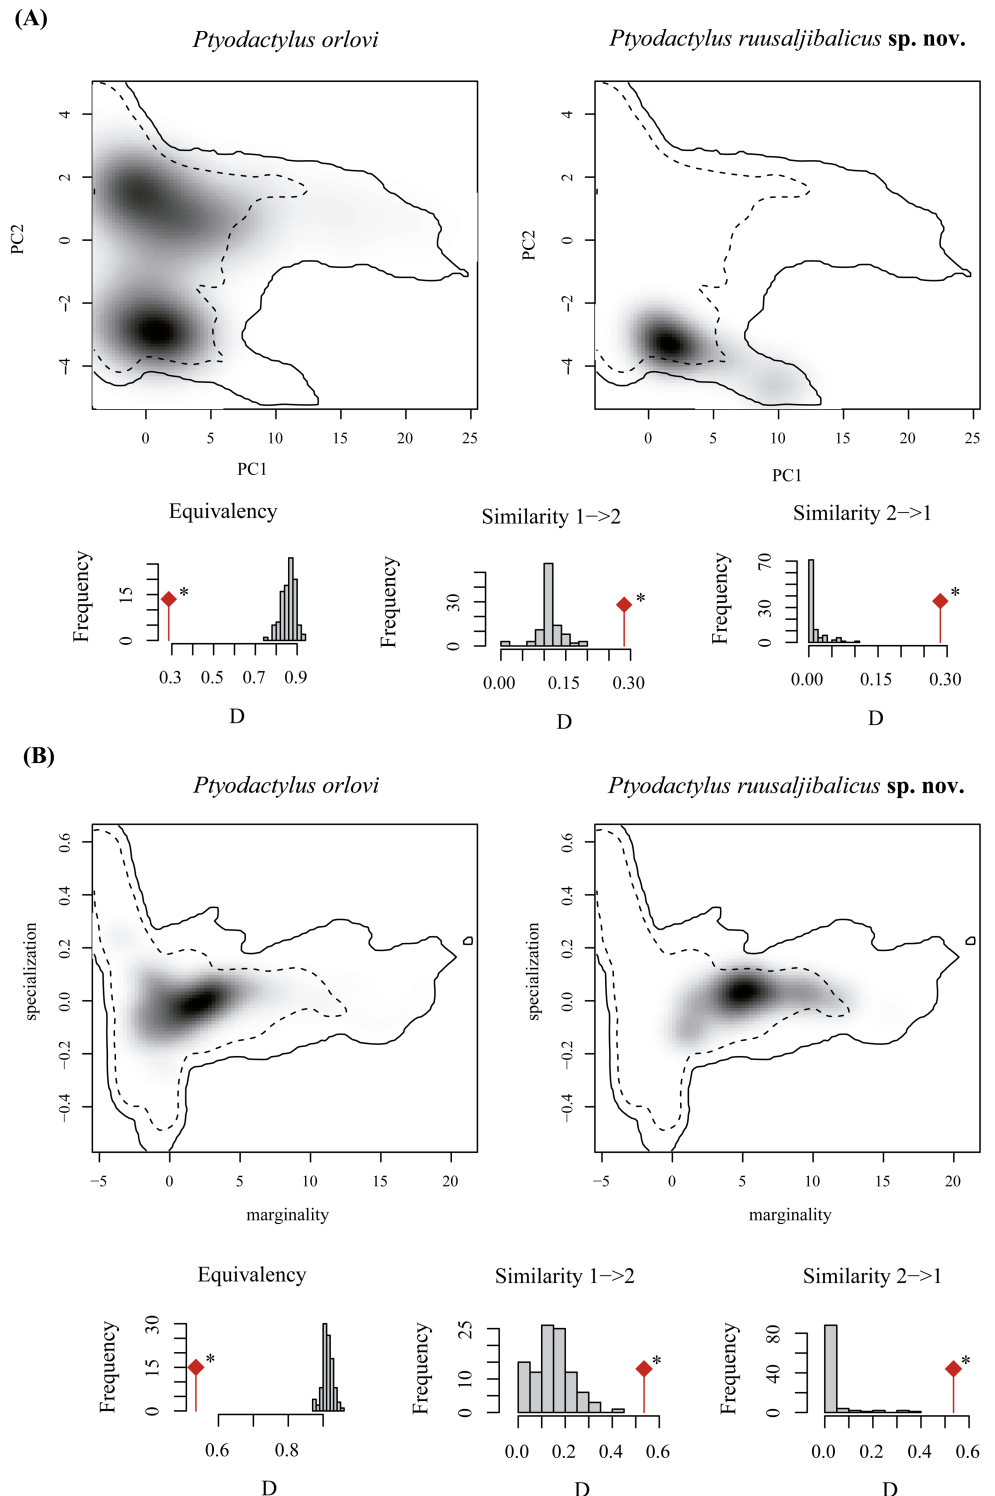 (A)
Ptyodactylus orlovi
Ptyodactylus ruusaljibalicus sp. nov.
4
2
0
−2
−4
PC2
0 5 10 15 20 25
PC1
4
2
0
−2
−4
PC2
0 5 10 15 20 25
PC1
Equivalency
Frequency
15
0
*
0.3 0.5 0.7 0.9
D
Similarity 1−>2
Frequency
30
0
*
0.00 0.15 0.30
D
Similarity 2−>1
Frequency
70
30
0
*
0.00 0.15 0.30
D
(B)
Ptyodactylus orlovi
Ptyodactylus ruusaljibalicus sp. nov.
0.6
0.4
0.2
0.0
−0.2
−0.4
specialization
−5 0 5 10 15 20
marginality
0.6
0.4
0.2
0.0
−0.2
−0.4
specialization
−5 0 5 10 15 20
marginality
Equivalency
Frequency
30
15
0
*
0.6 0.8
D
Similarity 1−>2
Frequency
25
10
0
*
0.0 0.2 0.4 0.6
D
Similarity 2−>1
Frequency
80
40
0
*
0.0 0.2 0.4 0.6
D